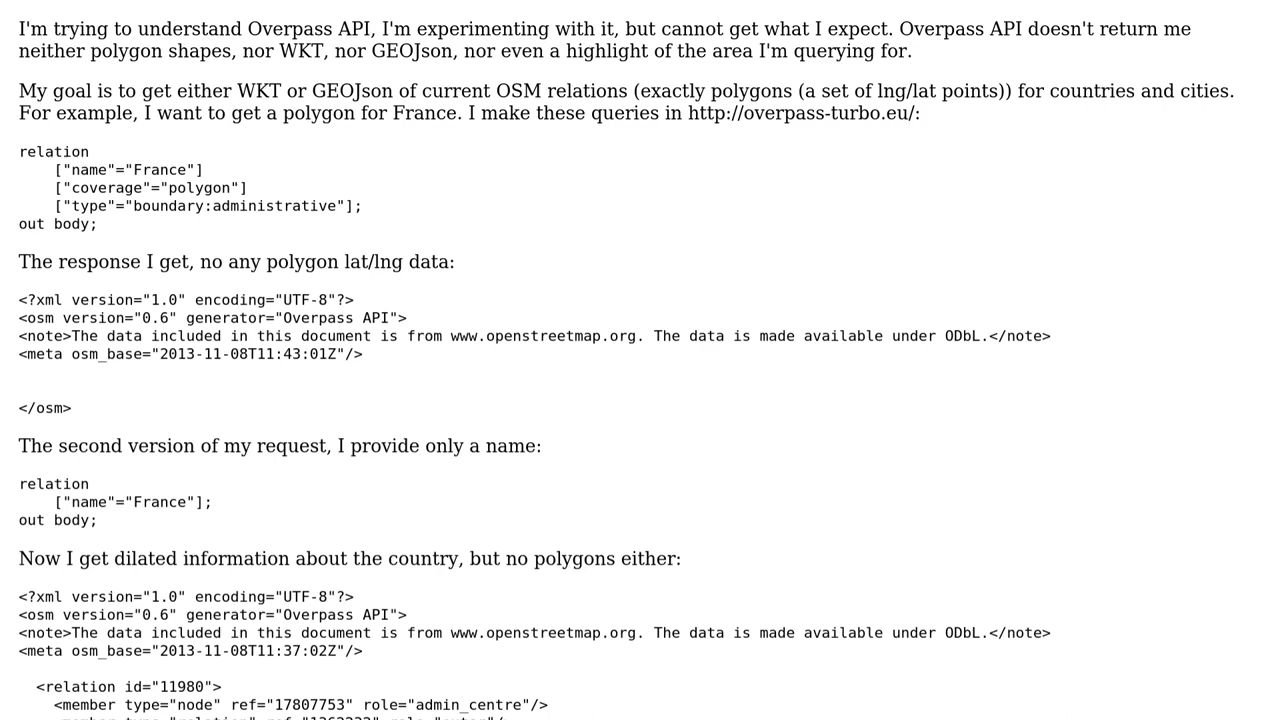 I'm trying to understand Overpass API, I'm experimenting with it, but cannot get what I expect. Overpass API doesn't return me
neither polygon shapes, nor WKT, nor GEOJson, nor even a highlight of the area I'm querying for.
My goal is to get either WKT or GEOJson of current OSM relations (exactly polygons (a set of lng/lat points)) for countries and cities.
For example, I want to get a polygon for France. I make these queries in http://overpass-turbo.eu/:
relation
    ["name"="France"]
    ["coverage"="polygon"]
    ["type"="boundary:administrative"];
out body;
The response I get, no any polygon lat/lng data:
<?xml version="1.0" encoding="UTF-8"?>
<osm version="0.6" generator="Overpass API">
<note>The data included in this document is from www.openstreetmap.org. The data is made available under ODbL.</note>
<meta osm_base="2013-11-08T11:43:01Z"/>
</osm>
The second version of my request, I provide only a name:
relation
    ["name"="France"];
out body;
Now I get dilated information about the country, but no polygons either:
<?xml version="1.0" encoding="UTF-8"?>
<osm version="0.6" generator="Overpass API">
<note>The data included in this document is from www.openstreetmap.org. The data is made available under ODbL.</note>
<meta osm_base="2013-11-08T11:37:02Z"/>
  <relation id="11980">
    <member type="node" ref="17807753" role="admin_centre"/>